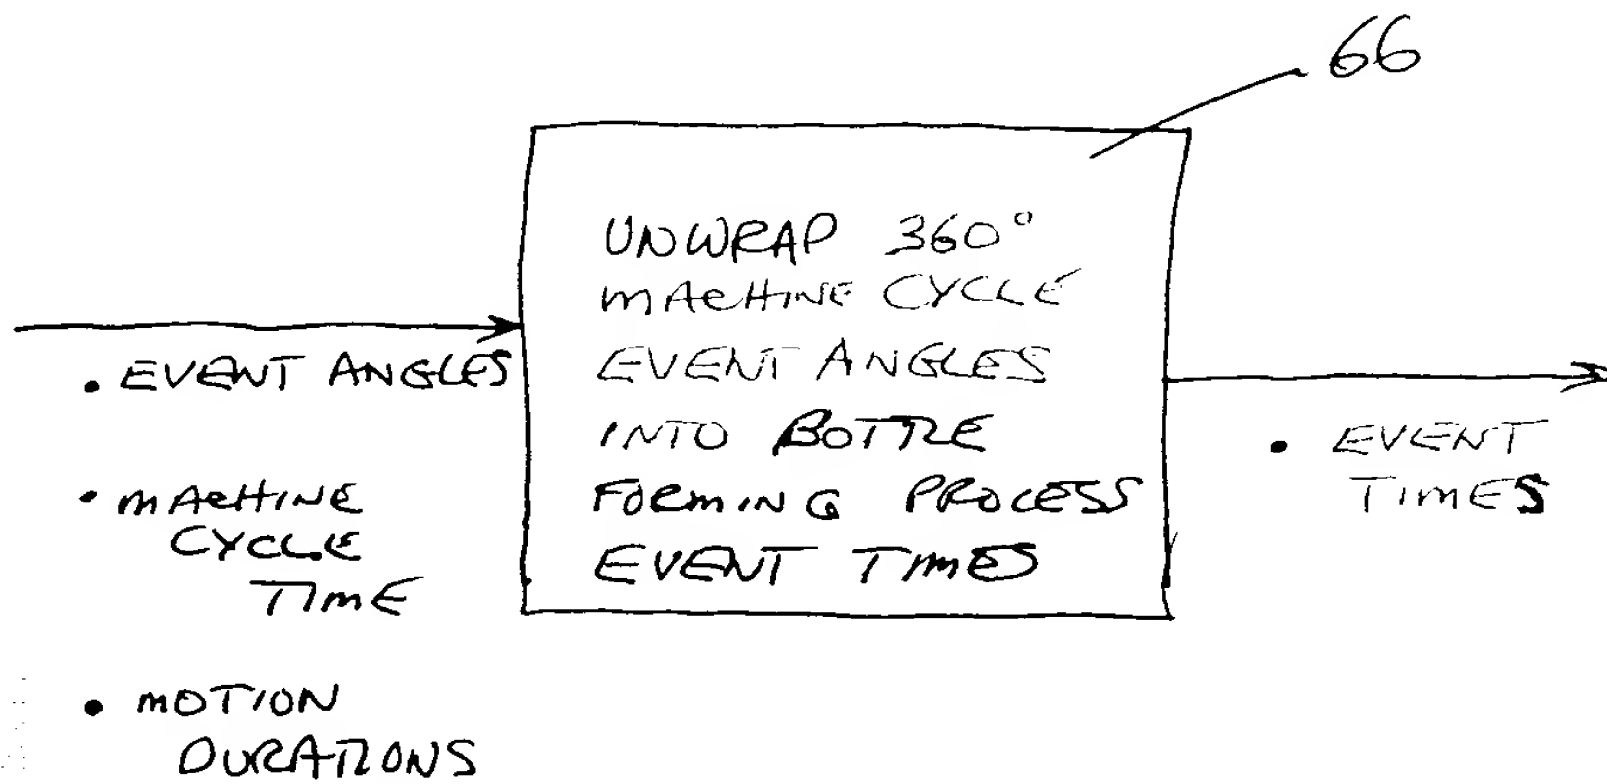 66
UNWRAP 360°
MACHINE CYCLE
EVENT ANGLES
INTO BOTTLE
FORMING PROCESS
EVENT TIMES
• EVENT ANGLES
• MACHINE
CYCLE
TIME
• MOTION
DURATIONS
• EVENT
TIMES